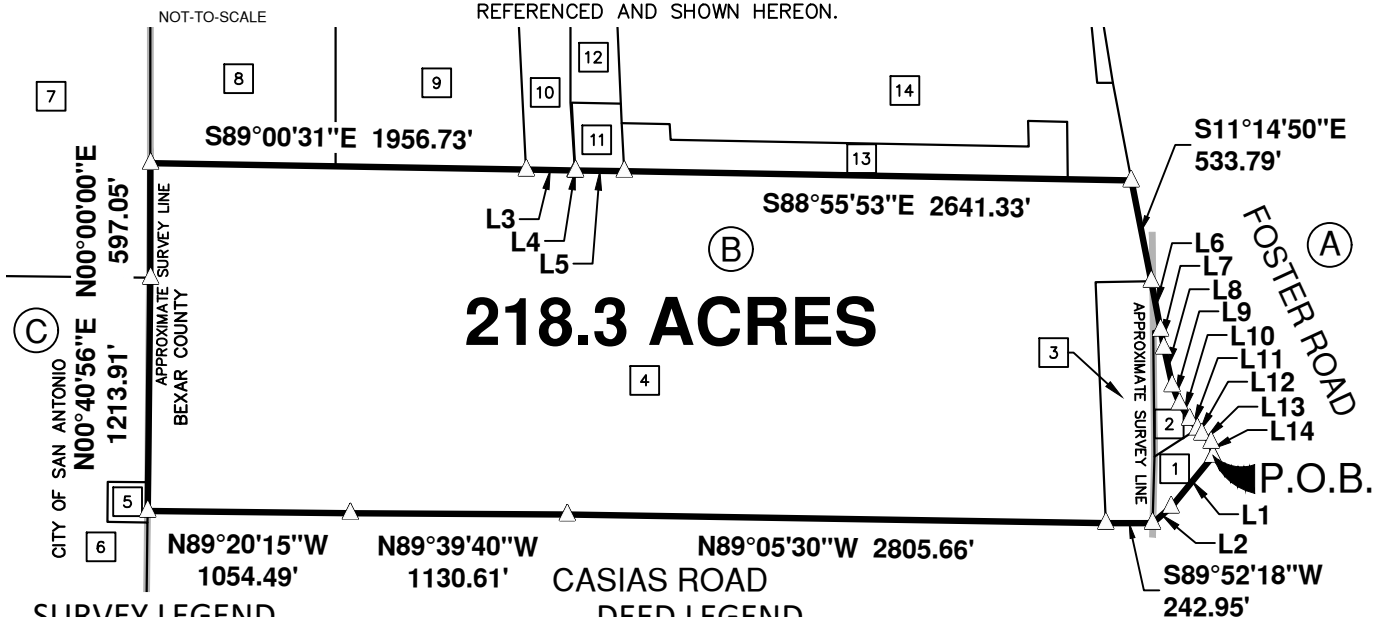 NOT-TO-SCALE
REFERENCED AND SHOWN HEREON.
7
8
9
10
12
11
14
13
S89°00'31"E 1956.73'
S11°14'50"E
533.79'
N00°00'00"E
597.05'
APPROXIMATE SURVEY LINE
BEXAR COUNTY
L3
L4
L5
S88°55'53"E 2641.33'
B
A
FOSTER ROAD
218.3 ACRES
4
3
APPROXIMATE SURVEY LINE
L6
L7
L8
L9
L10
L11
L12
L13
L14
2
1
P.O.B.
L1
L2
C
CITY OF SAN ANTONIO
N00°40'56"E
1213.91'
5
6
N89°20'15"W
1054.49'
N89°39'40"W
1130.61'
N89°05'30"W 2805.66'
S89°52'18"W
242.95'
CASIAS ROAD
SURVEY LEGEND
DEED LEGEND